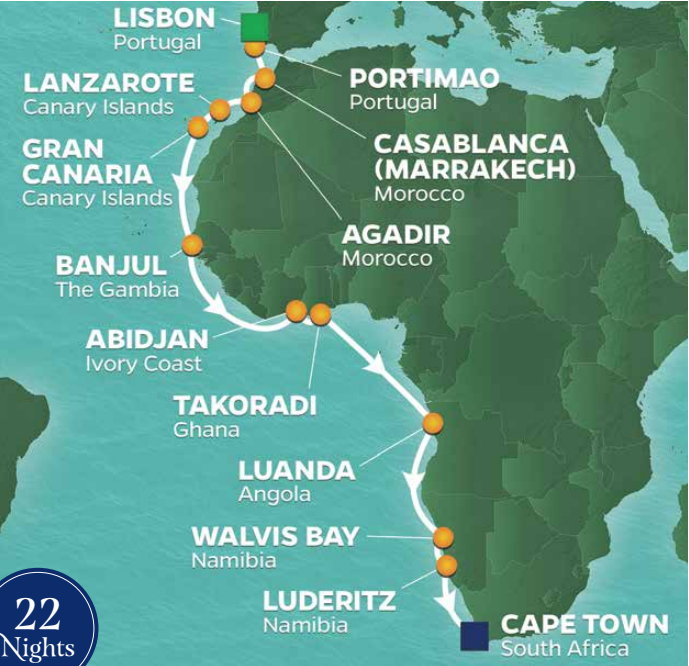 LISBON
Portugal
PORTIMAO
Portugal
LANZAROTE
Canary Islands
CASABLANCA
(MARRAKECH)
Morocco
GRAN
CANARIA
Canary Islands
AGADIR
Morocco
BANJUL
The Gambia
ABIDJAN
Ivory Coast
TAKORADI
Ghana
LUANDA
Angola
WALVIS BAY
Namibia
LUDERITZ
Namibia
CAPE TOWN
South Africa
22
Nights